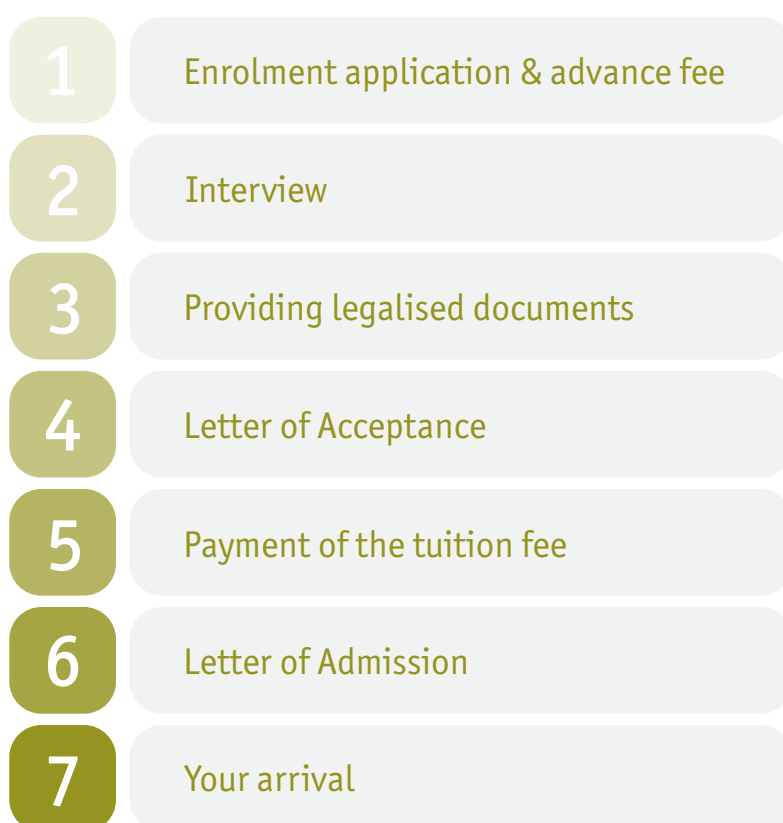 1 Enrolment application & advance fee
2 Interview
3 Providing legalised documents
4 Letter of Acceptance
5 Payment of the tuition fee
6 Letter of Admission
7 Your arrival